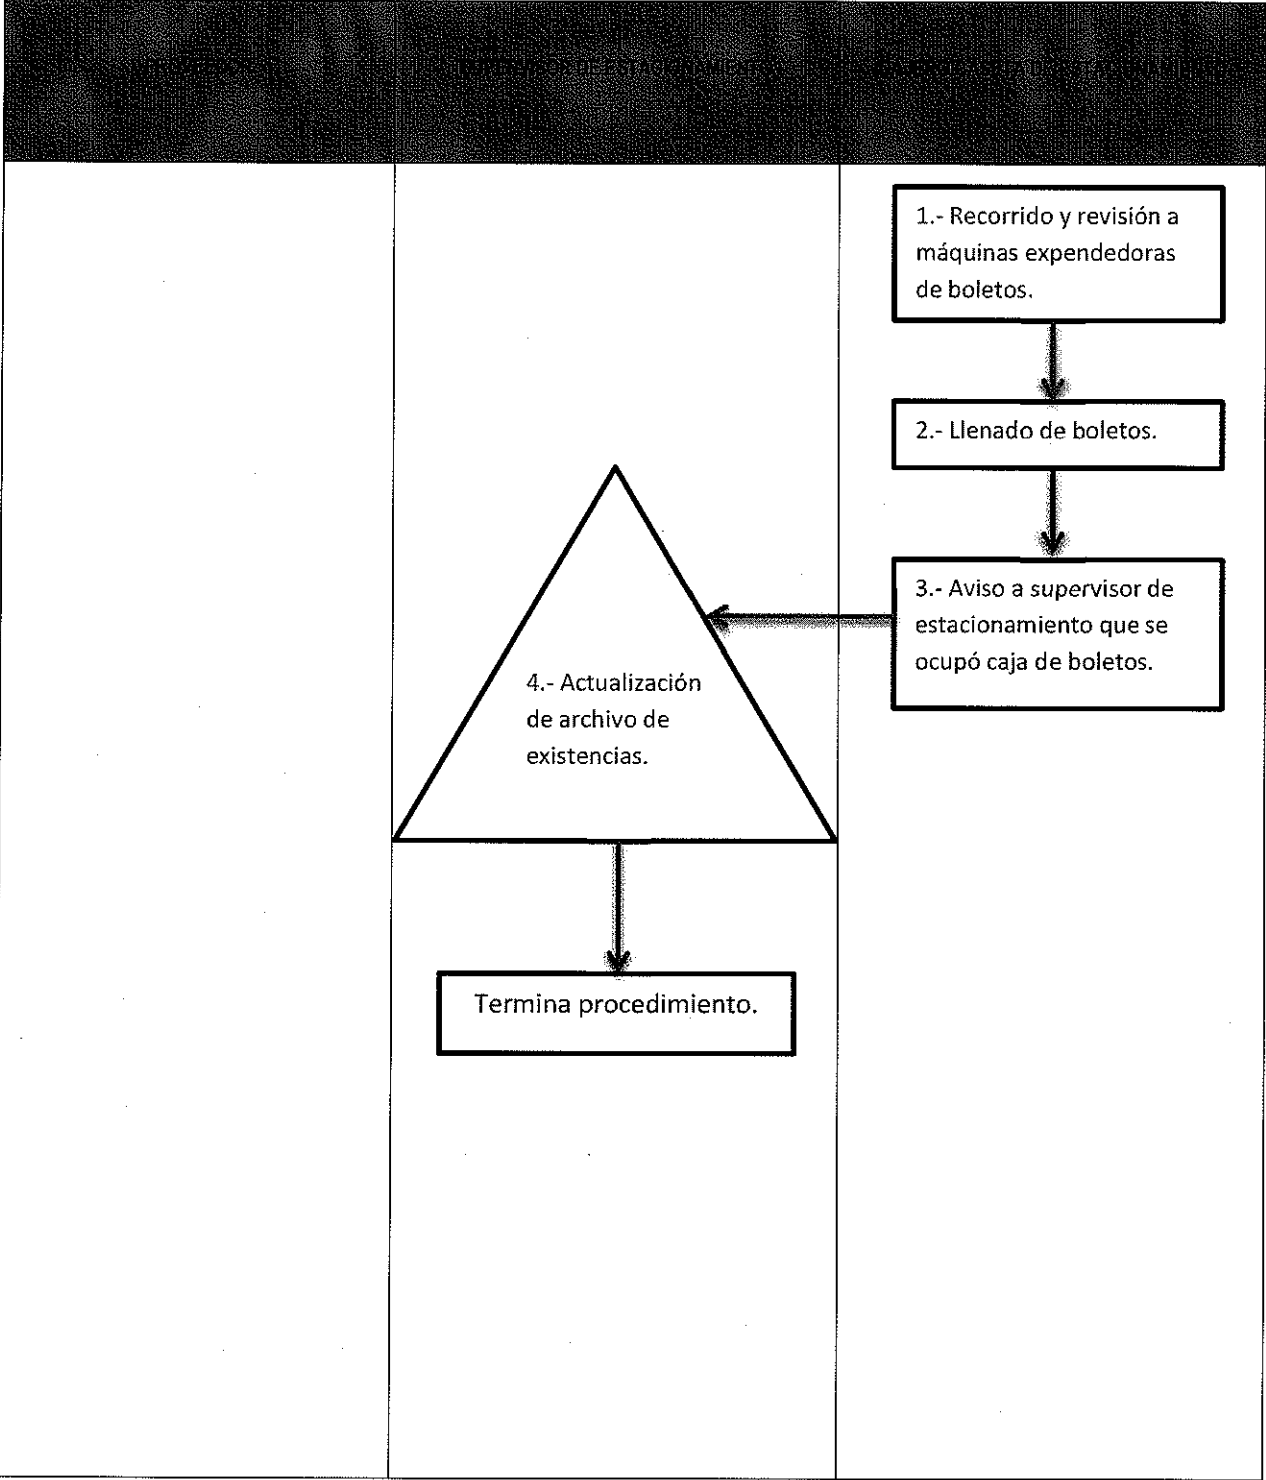 1.- Recorrido y revisión a
máquinas expendedoras
de boletos.
2.- Llenado de boletos.
3.- Aviso a supervisor de
estacionamiento que se
ocupó caja de boletos.
4.- Actualización
de archivo de
existencias.
Termina procedimiento.